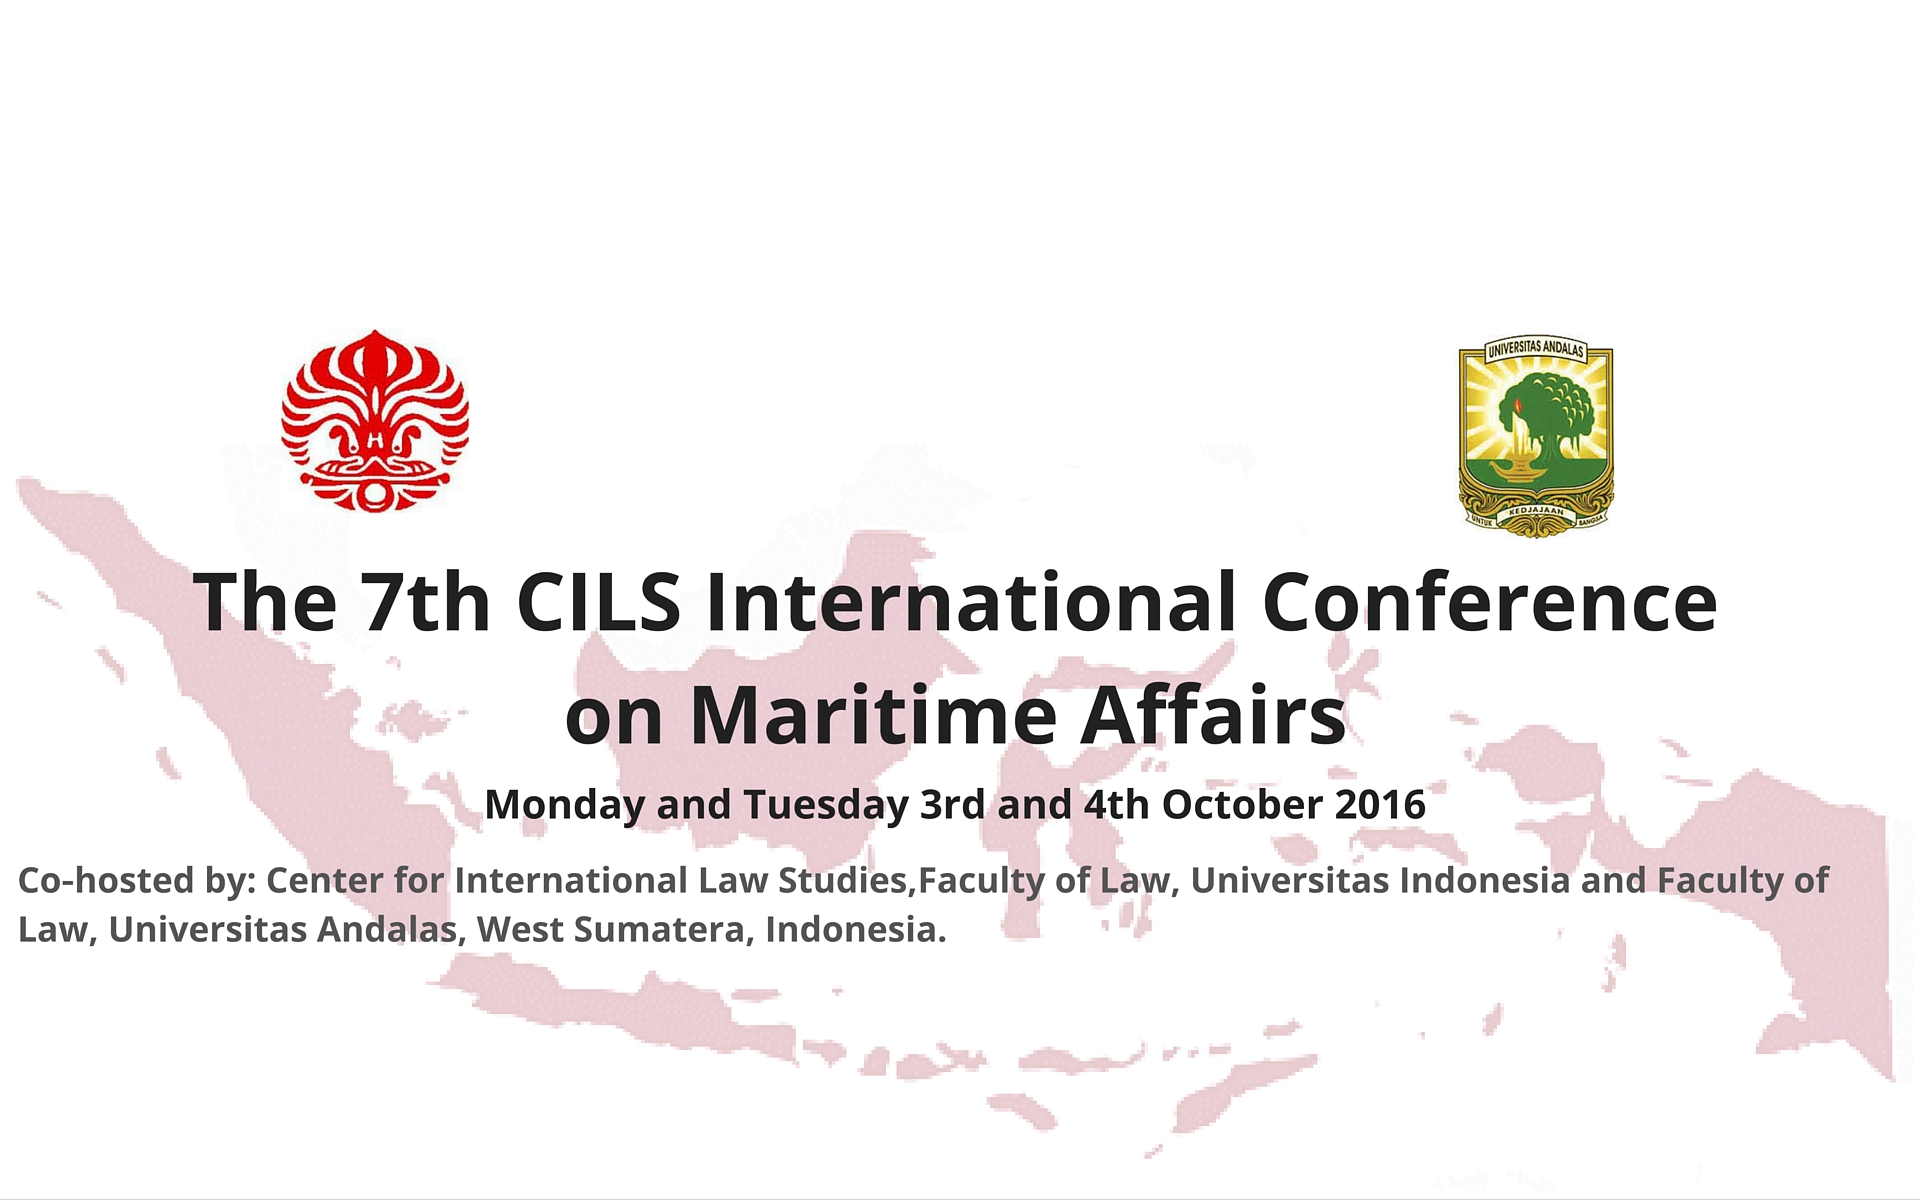 UNIVERSITAS ANDALAS
UNTUK KEDJAJAAN BANGSA
The 7th CILS International Conference
on Maritime Affairs
Monday and Tuesday 3rd and 4th October 2016
Co-hosted by: Center for International Law Studies,Faculty of Law, Universitas Indonesia and Faculty of
Law, Universitas Andalas, West Sumatera, Indonesia.